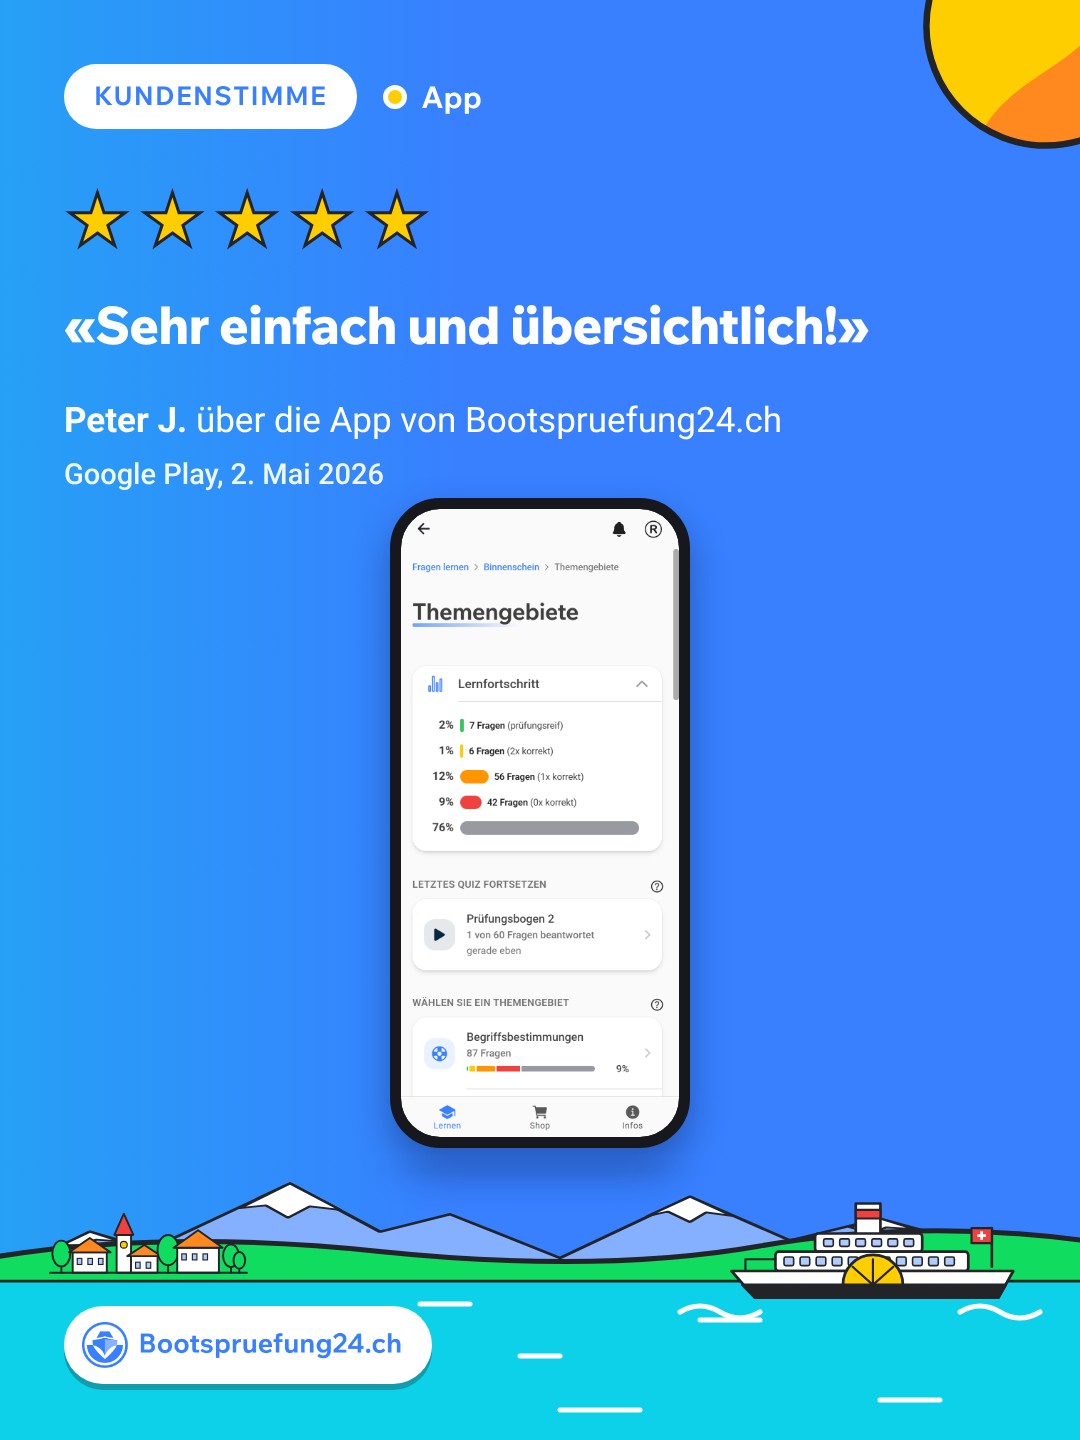 KUNDENSTIMME App
«Sehr einfach und übersichtlich!»
Peter J. über die App von Bootspruefung24.ch
Google Play, 2. Mai 2026
R
Fragen lernen > Binnenschein > Themengebiete
Themengebiete
Lernfortschritt
2% 7 Fragen (prüfungsreif)
1% 6 Fragen (2x korrekt)
12% 56 Fragen (1x korrekt)
9% 42 Fragen (0x korrekt)
76%
LETZTES QUIZ FORTSETZEN ?
Prüfungsbogen 2
1 von 60 Fragen beantwortet
gerade eben
WÄHLEN SIE EIN THEMENGEBIET ?
Begriffsbestimmungen
87 Fragen
9%
Lernen Shop Infos
Bootspruefung24.ch